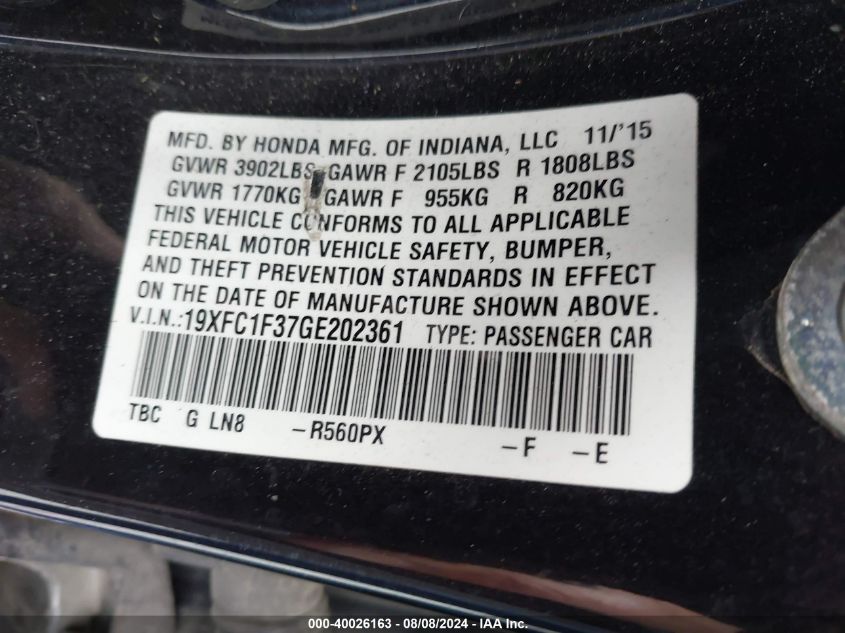 MFD. BY HONDA MFG. OF INDIANA, LLC 11/'15
GVWR 3902LBS GAWR F 2105LBS R 1808LBS
GVWR 1770KG GAWR F 955KG R 820KG
THIS VEHICLE CONFORMS TO ALL APPLICABLE
FEDERAL MOTOR VEHICLE SAFETY, BUMPER,
AND THEFT PREVENTION STANDARDS IN EFFECT
ON THE DATE OF MANUFACTURE SHOWN ABOVE.
V.I.N.:19XFC1F37GE202361 TYPE: PASSENGER CAR
TBC G LN8 -R560PX -F -E
000-40026163 - 08/08/2024 - IAA Inc.